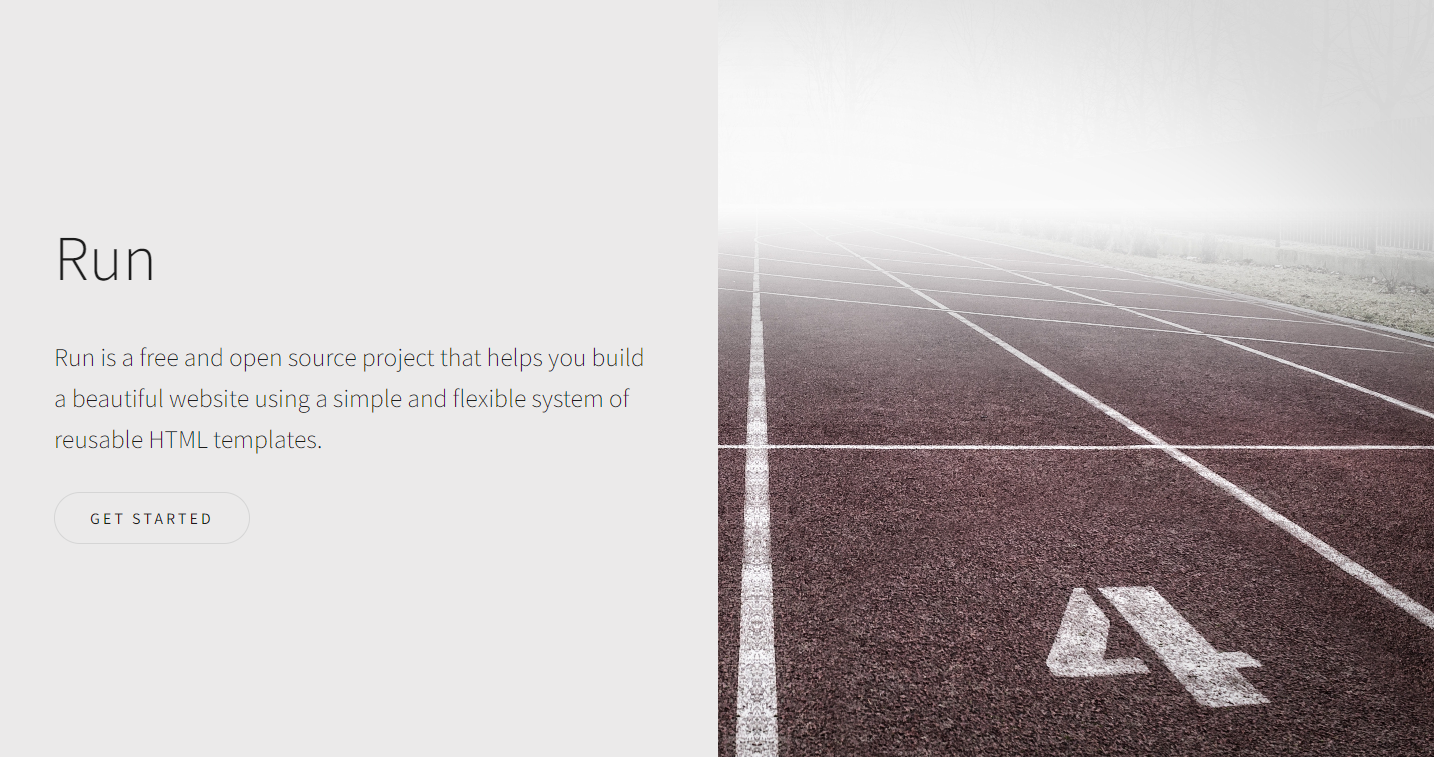 Run
Run is a free and open source project that helps you build
a beautiful website using a simple and flexible system of
reusable HTML templates.
GET STARTED
4